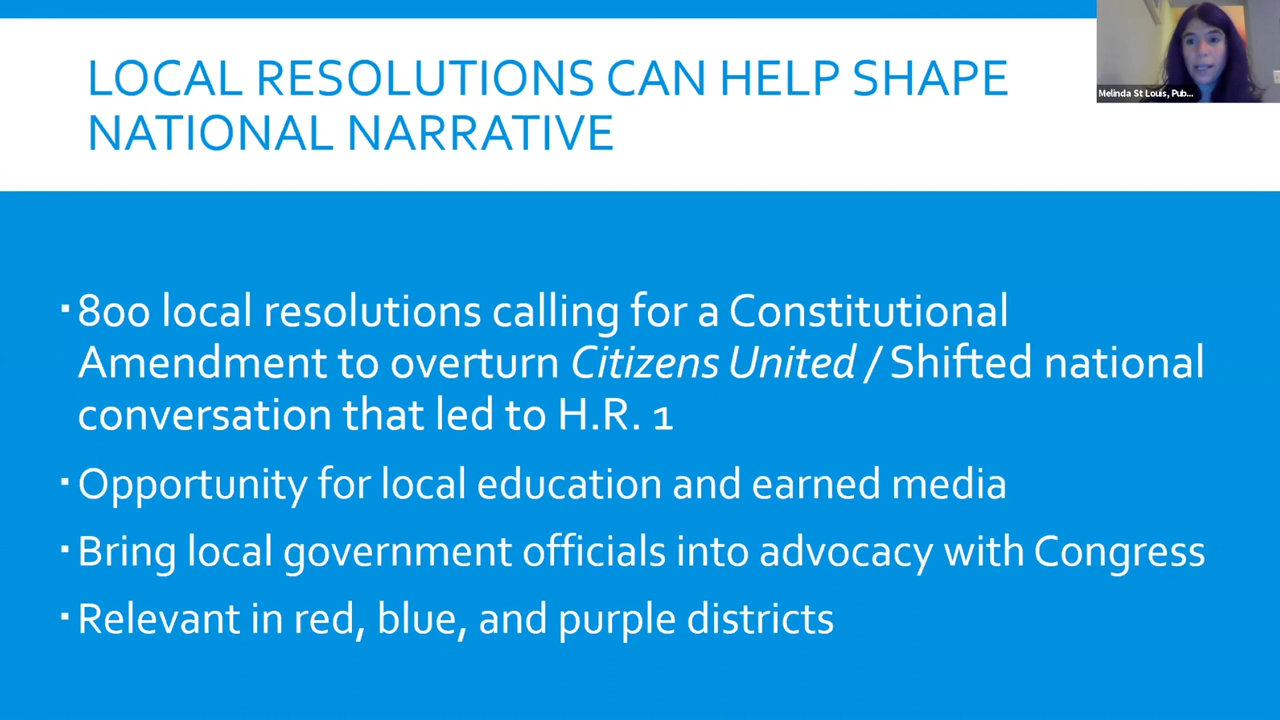 LOCAL RESOLUTIONS CAN HELP SHAPE
NATIONAL NARRATIVE
Melinda St Louis, Pub...
▪800 local resolutions calling for a Constitutional
Amendment to overturn Citizens United / Shifted national
conversation that led to H.R. 1
▪Opportunity for local education and earned media
▪Bring local government officials into advocacy with Congress
▪Relevant in red, blue, and purple districts